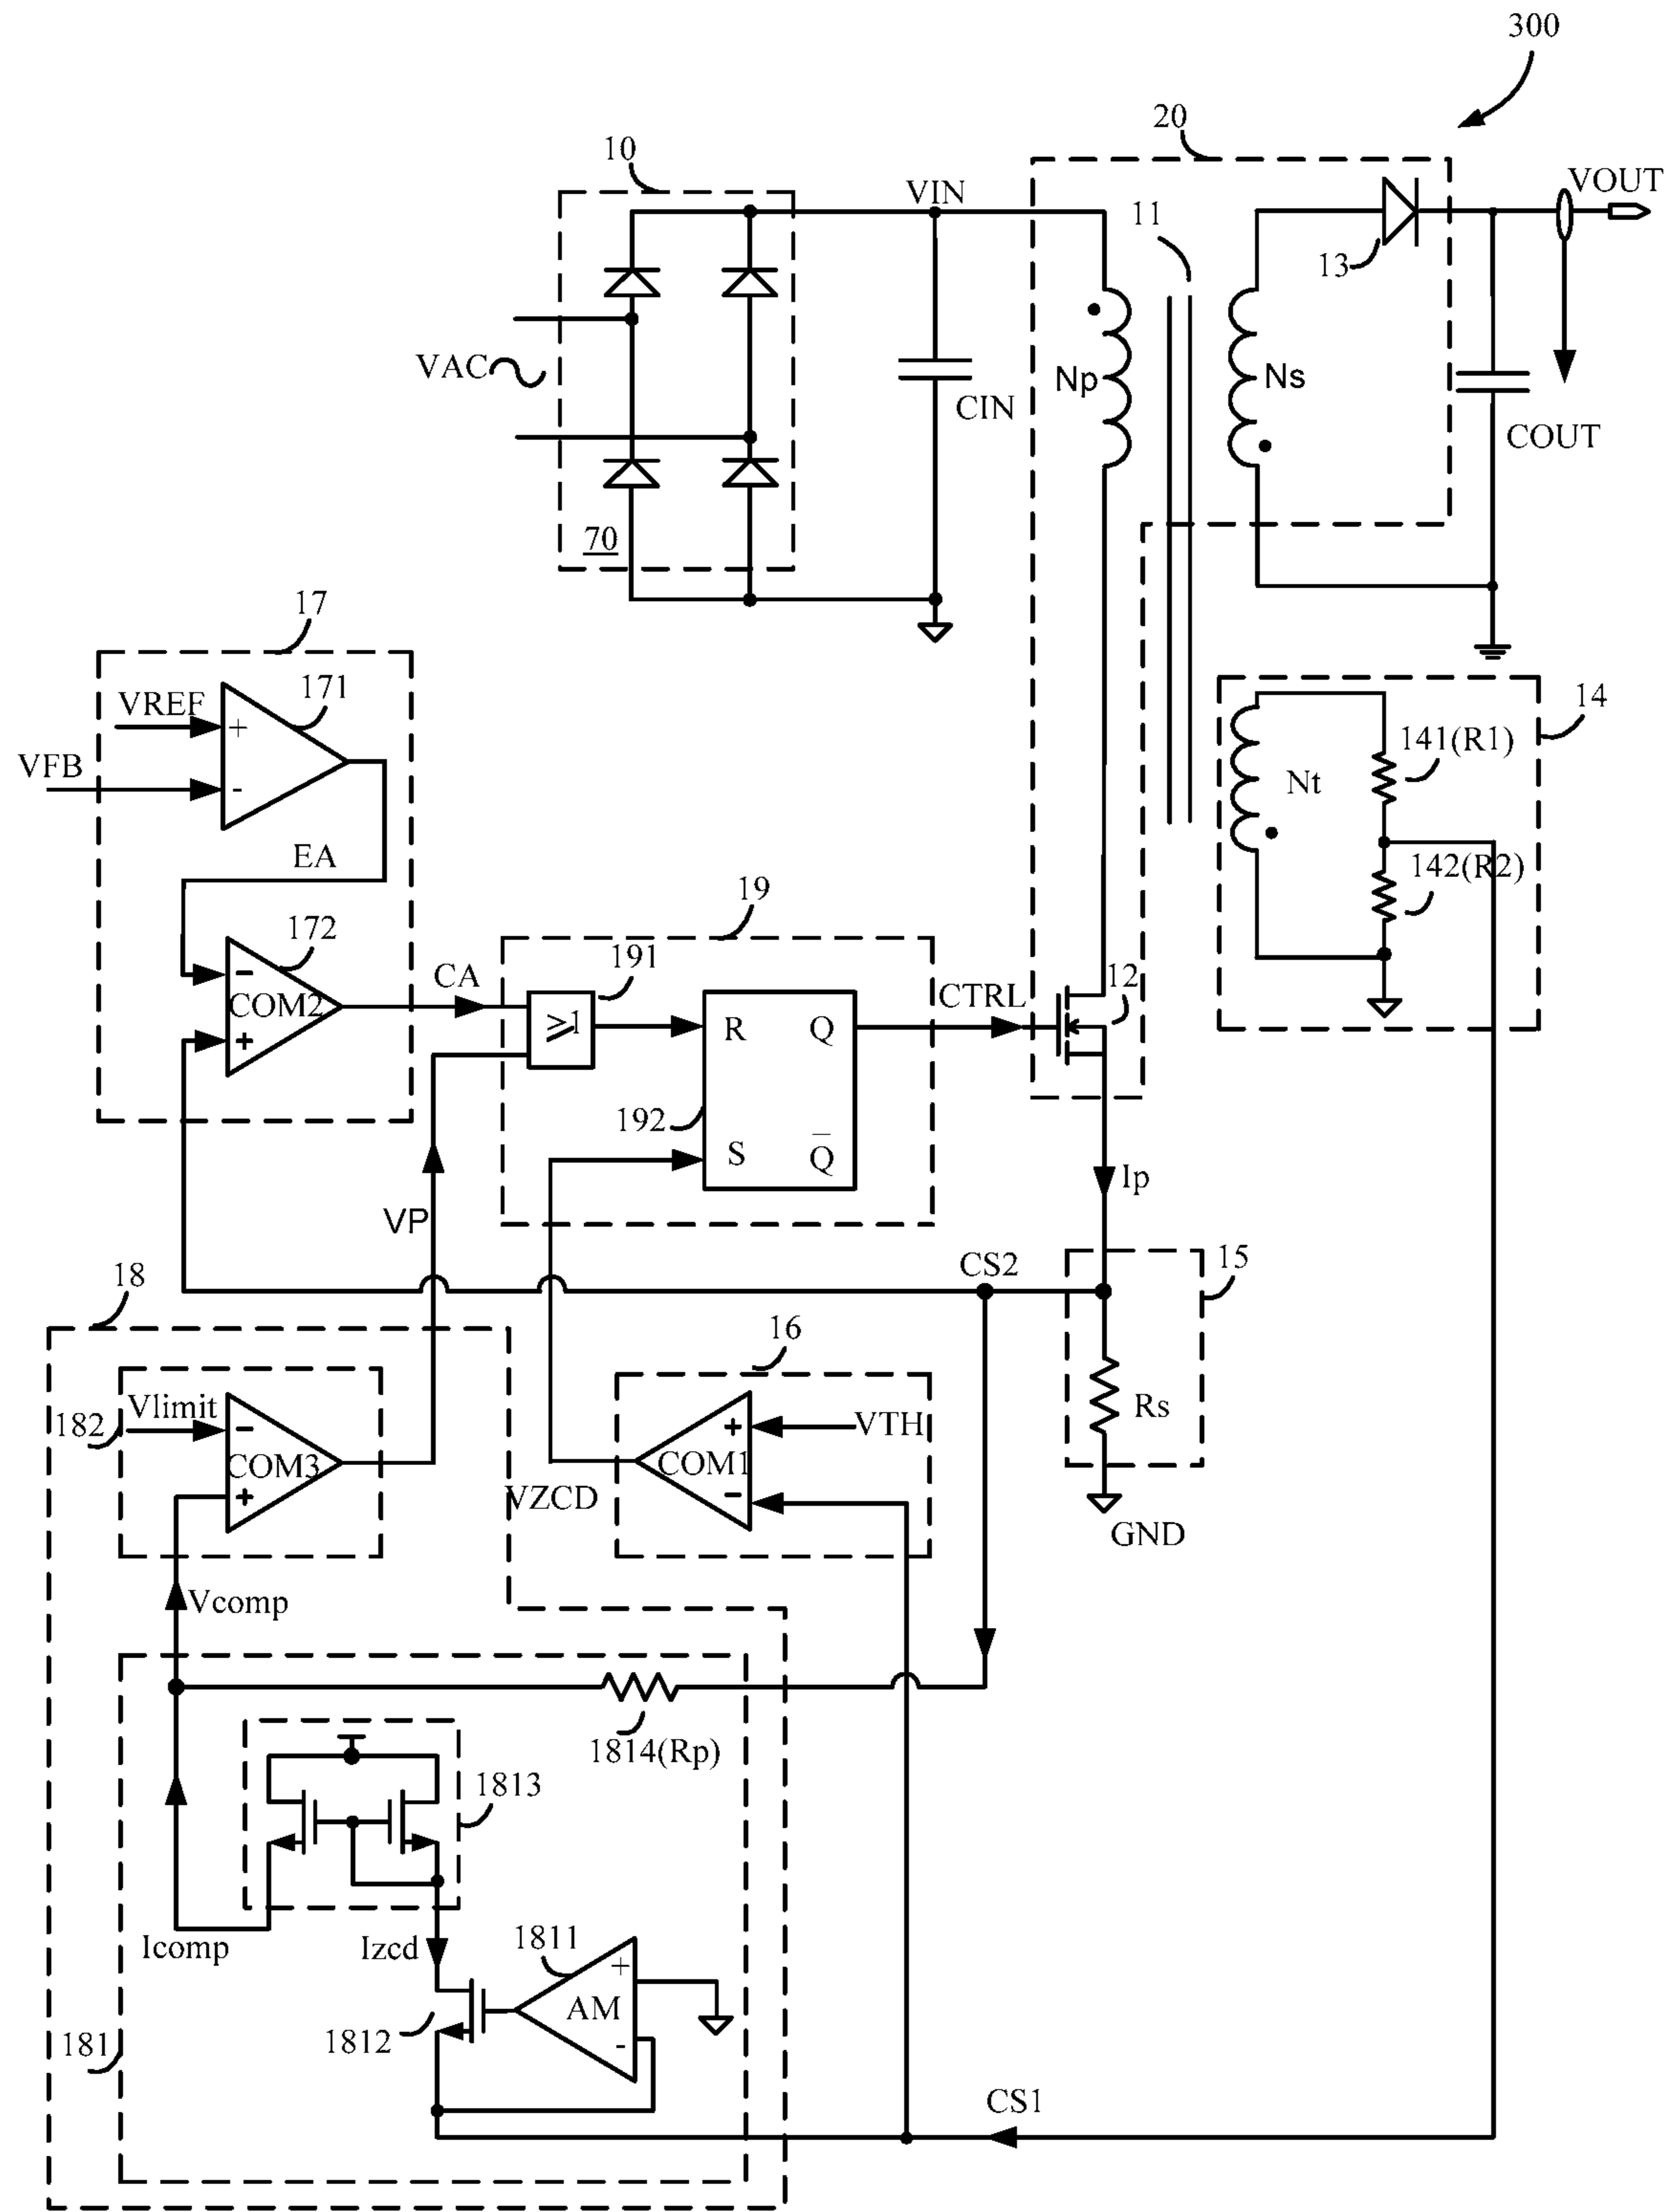 300
20
10
VIN
11
VOUT
13
VAC
Np
Ns
CIN
COUT
70
17
VREF
171
+
VFB
-
14
141(R1)
Nt
142(R2)
EA
19
172
191
12
CA
COM2
−
+
≥1
R
Q
CTRL
192
S
Q̅
Ip
VP
CS2
15
18
16
Vlimit
182
−
COM3
+
+
VTH
COM1
−
VZCD
Rs
GND
Vcomp
1814(Rp)
1813
Icomp
Izcd
1811
+
AM
-
1812
181
CS1